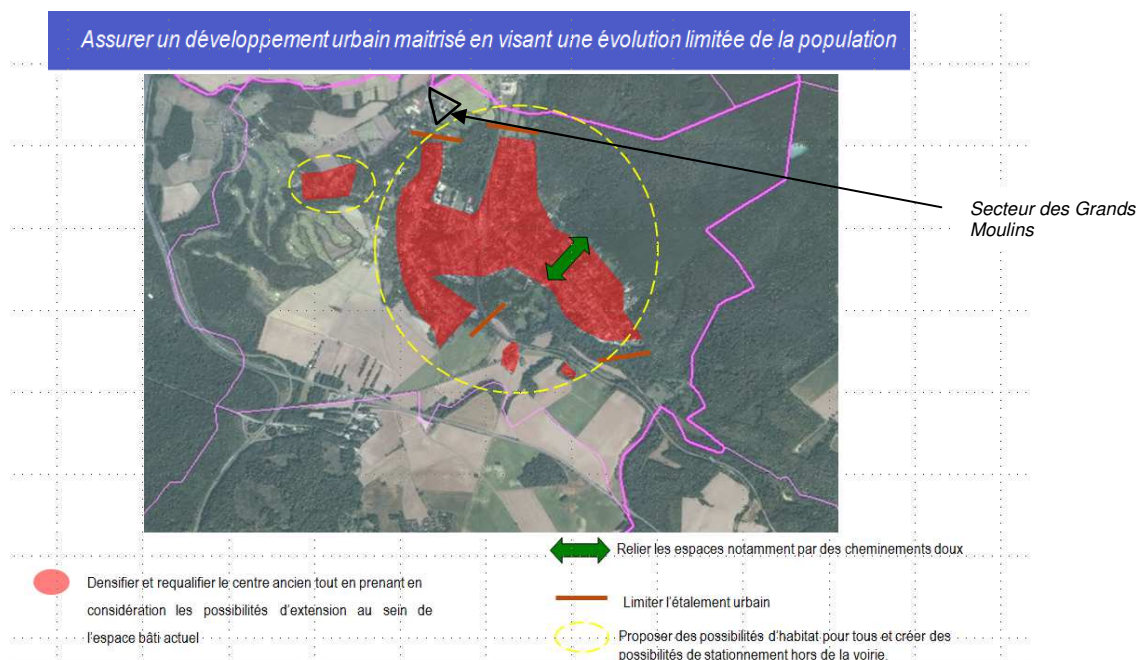 Assurer un développement urbain maitrisé en visant une évolution limitée de la population
Secteur des Grands
Moulins
Relier les espaces notamment par des cheminements doux
Densifier et requalifier le centre ancien tout en prenant en
considération les possibilités d'extension au sein de
l'espace bâti actuel
Limiter l'étalement urbain
Proposer des possibilités d'habitat pour tous et créer des
possibilités de stationnement hors de la voirie.